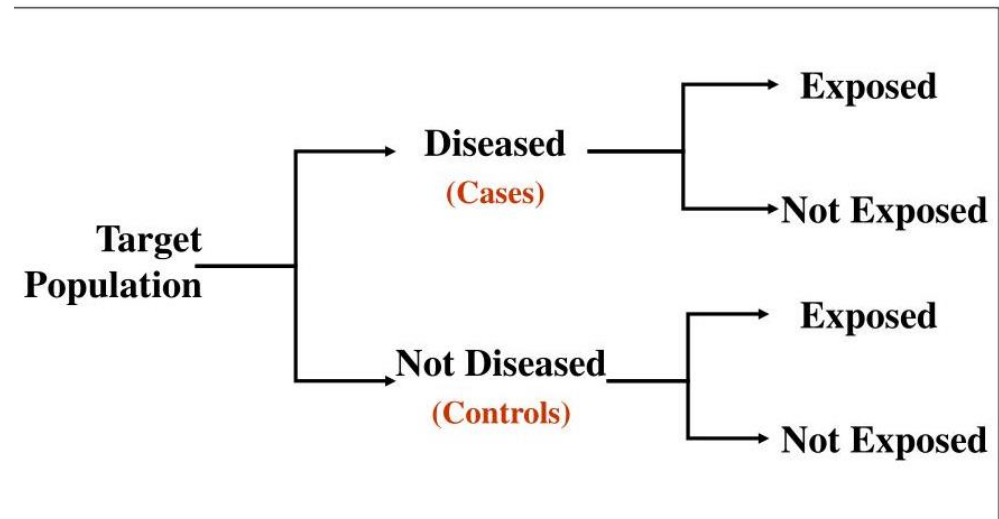 Exposed
Diseased
(Cases)
Not Exposed
Target
Population
Exposed
Not Diseased
(Controls)
Not Exposed